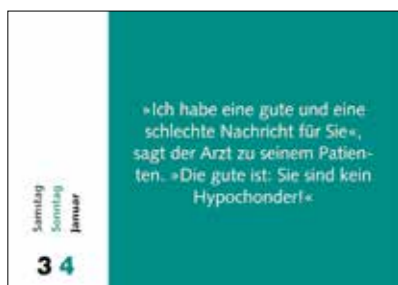 »Ich habe eine gute und eine
schlechte Nachricht für Sie«,
sagt der Arzt zu seinem Patien-
ten. »Die gute ist: Sie sind kein
Hypochonder!«
Samstag
Sonntag
Januar
3 4